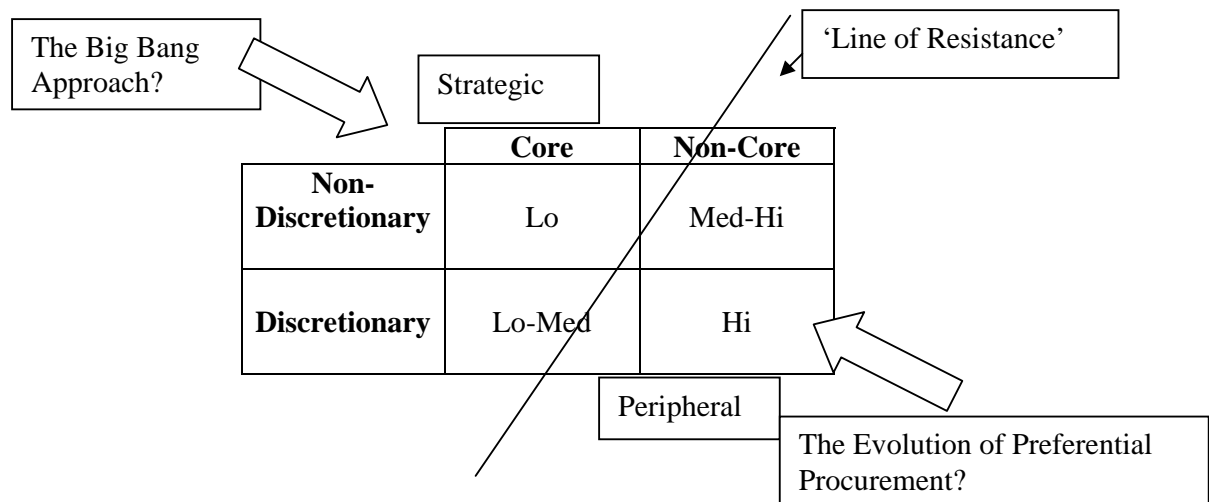 The Big Bang
Approach?
'Line of Resistance'
Strategic
Core Non-Core
Non-
Discretionary Lo Med-Hi
Discretionary Lo-Med Hi
Peripheral
The Evolution of Preferential
Procurement?